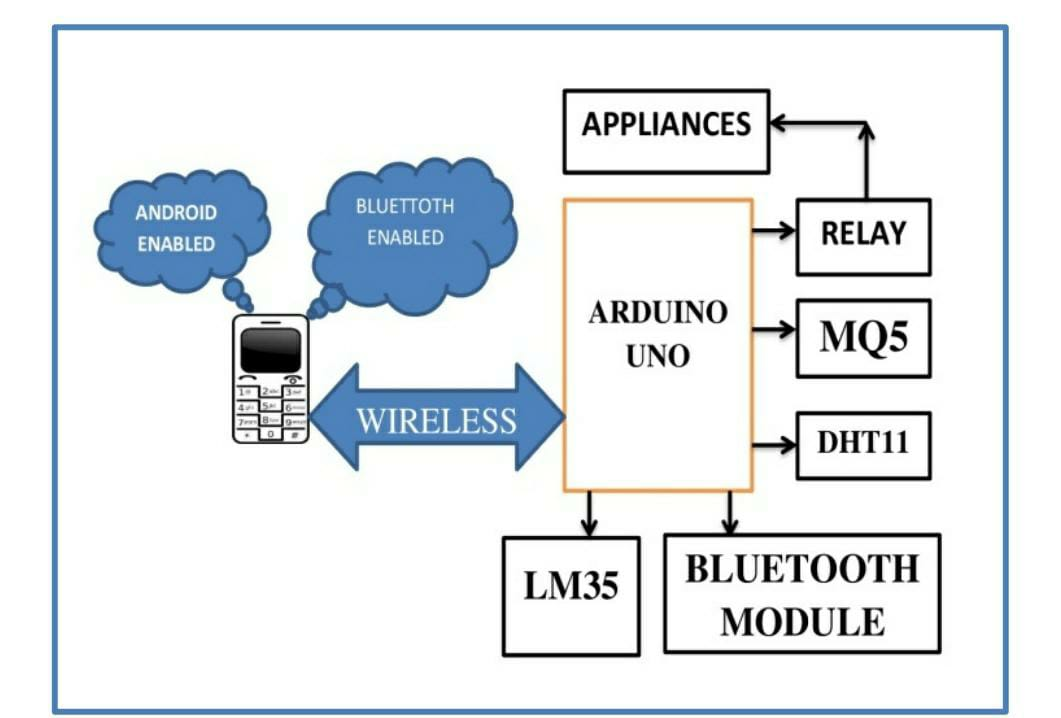 APPLIANCES
ANDROID
ENABLED
BLUETTOTH
ENABLED
RELAY
ARDUINO
UNO
MQ5
WIRELESS
DHT11
LM35
BLUETOOTH
MODULE